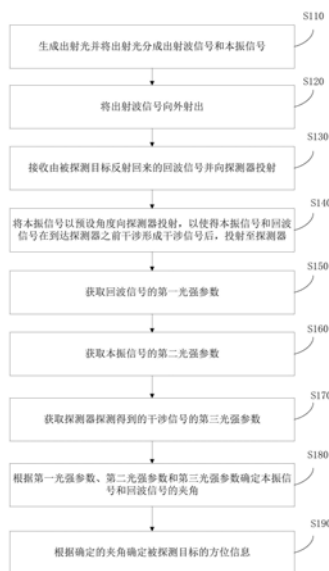 S110
生成出射光并将出射光分成出射波信号和本振信号
S120
将出射波信号向外射出
S130
接收由被探测目标反射回来的回波信号并向探测器投射
S140
将本振信号以预设角度向探测器投射，以使得本振信号和回波
信号在到达探测器之前干涉形成干涉信号后，投射至探测器
S150
获取回波信号的第一光强参数
S160
获取本振信号的第二光强参数
S170
获取探测器探测得到的干涉信号的第三光强参数
S180
根据第一光强参数、第二光强参数和第三光强参数确定本振信
号和回波信号的夹角
S190
根据确定的夹角确定被探测目标的方位信息